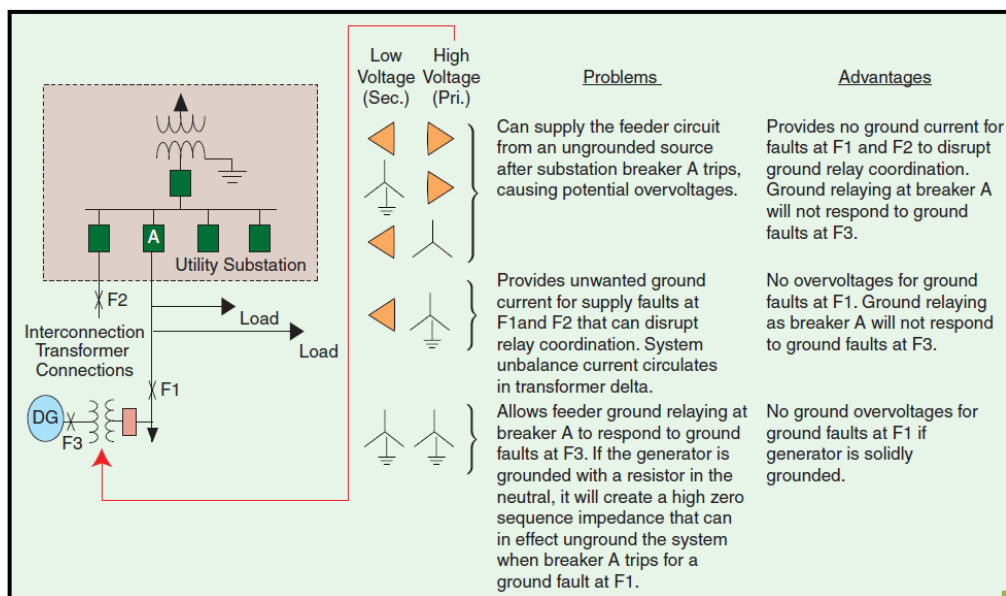 Low
Voltage
(Sec.)
High
Voltage
(Pri.)
Problems
Advantages
Can supply the feeder circuit
from an ungrounded source
after substation breaker A trips,
causing potential overvoltages.
Provides no ground current for
faults at F1 and F2 to disrupt
ground relay coordination.
Ground relaying at breaker A
will not respond to ground
faults at F3.
Provides unwanted ground
current for supply faults at
F1and F2 that can disrupt
relay coordination. System
unbalance current circulates
in transformer delta.
No overvoltages for ground
faults at F1. Ground relaying
as breaker A will not respond
to ground faults at F3.
Allows feeder ground relaying at
breaker A to respond to ground
faults at F3. If the generator is
grounded with a resistor in the
neutral, it will create a high zero
sequence impedance that can
in effect unground the system
when breaker A trips for a
ground fault at F1.
No ground overvoltages for
ground faults at F1 if
generator is solidly
grounded.
A
Utility Substation
F2
Load
Load
Interconnection
Transformer
Connections
F1
DG
F3